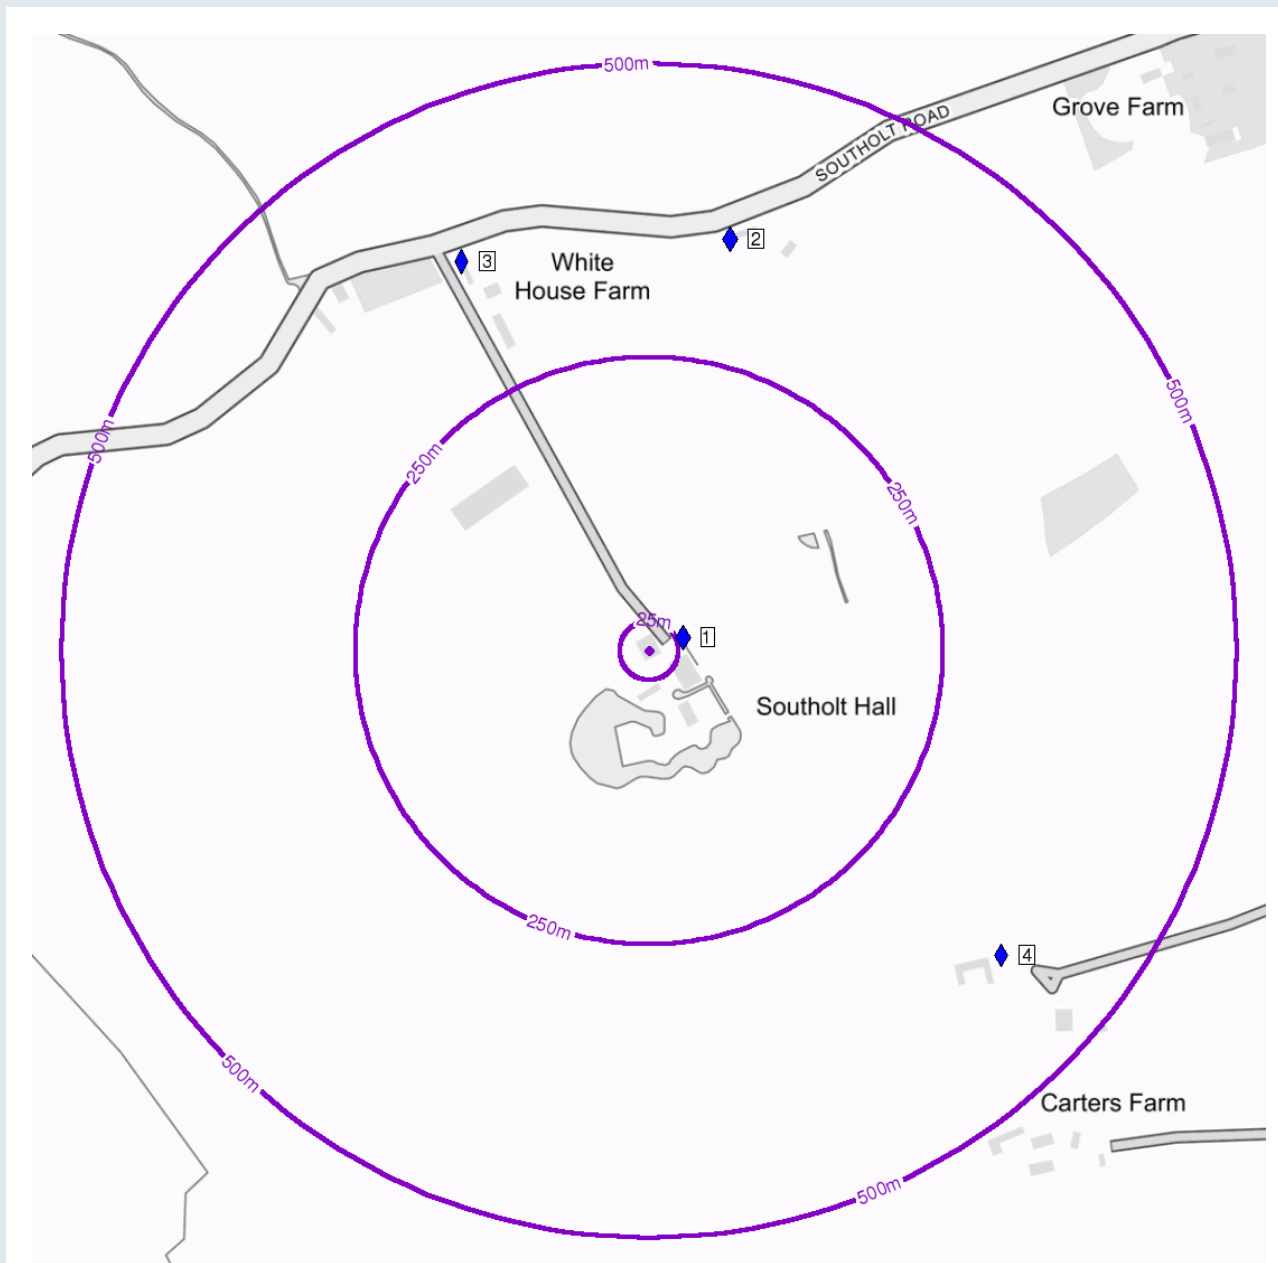 500m
Grove Farm
SOUTHOLT ROAD
2
3
White
House Farm
500m
500m
250m
250m
25m
1
Southolt Hall
250m
4
500m
Carters Farm
500m